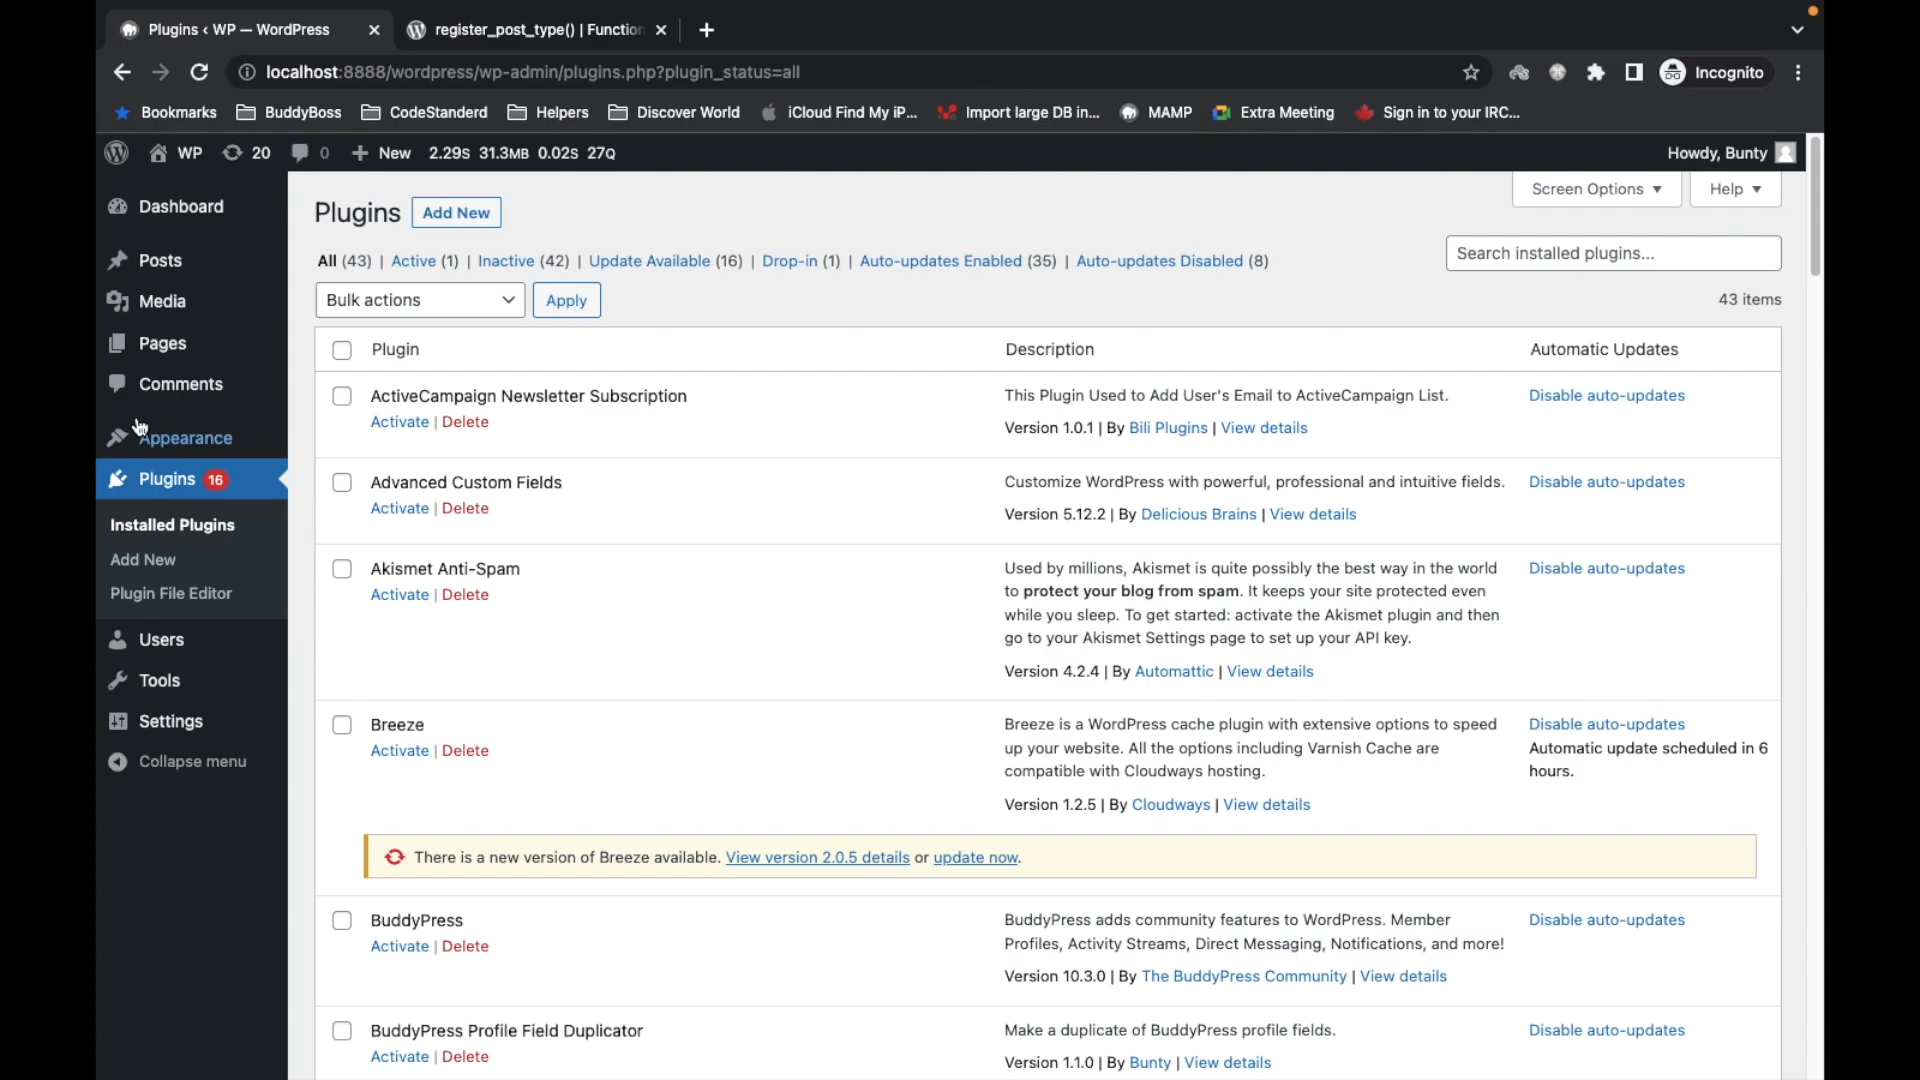 Plugins ‹ WP — WordPress
register_post_type() | Function
localhost:8888/wordpress/wp-admin/plugins.php?plugin_status=all
Incognito
Bookmarks BuddyBoss CodeStanderd Helpers Discover World iCloud Find My iP... Import large DB in... MAMP Extra Meeting Sign in to your IRC...
WP 20 0 New 2.29S 31.3MB 0.02S 27Q
Howdy, Bunty
Dashboard
Posts
Media
Pages
Comments
Appearance
Plugins 16
Installed Plugins
Add New
Plugin File Editor
Users
Tools
Settings
Collapse menu
Screen Options
Help
Plugins Add New
All (43) | Active (1) | Inactive (42) | Update Available (16) | Drop-in (1) | Auto-updates Enabled (35) | Auto-updates Disabled (8)
Search installed plugins...
Bulk actions Apply
43 items
Plugin Description Automatic Updates
ActiveCampaign Newsletter Subscription
Activate | Delete
This Plugin Used to Add User's Email to ActiveCampaign List.
Version 1.0.1 | By Bili Plugins | View details
Disable auto-updates
Advanced Custom Fields
Activate | Delete
Customize WordPress with powerful, professional and intuitive fields.
Version 5.12.2 | By Delicious Brains | View details
Disable auto-updates
Akismet Anti-Spam
Activate | Delete
Used by millions, Akismet is quite possibly the best way in the world
to protect your blog from spam. It keeps your site protected even
while you sleep. To get started: activate the Akismet plugin and then
go to your Akismet Settings page to set up your API key.
Version 4.2.4 | By Automattic | View details
Disable auto-updates
Breeze
Activate | Delete
Breeze is a WordPress cache plugin with extensive options to speed
up your website. All the options including Varnish Cache are
compatible with Cloudways hosting.
Version 1.2.5 | By Cloudways | View details
Disable auto-updates
Automatic update scheduled in 6
hours.
There is a new version of Breeze available. View version 2.0.5 details or update now.
BuddyPress
Activate | Delete
BuddyPress adds community features to WordPress. Member
Profiles, Activity Streams, Direct Messaging, Notifications, and more!
Version 10.3.0 | By The BuddyPress Community | View details
Disable auto-updates
BuddyPress Profile Field Duplicator
Activate | Delete
Make a duplicate of BuddyPress profile fields.
Version 1.1.0 | By Bunty | View details
Disable auto-updates